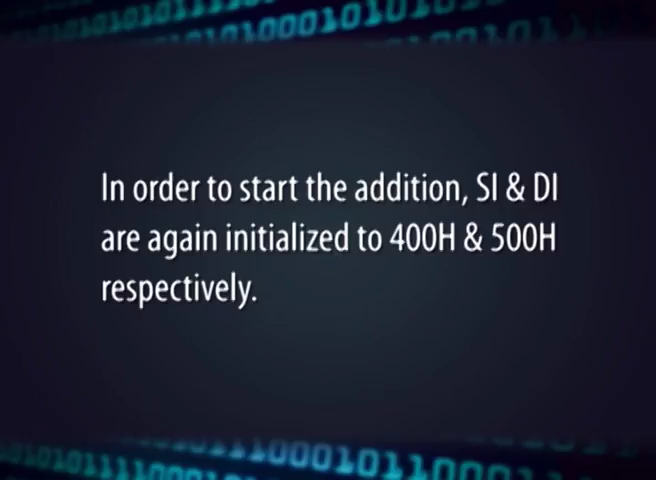 In order to start the addition, SI & DI
are again initialized to 400H & 500H
respectively.